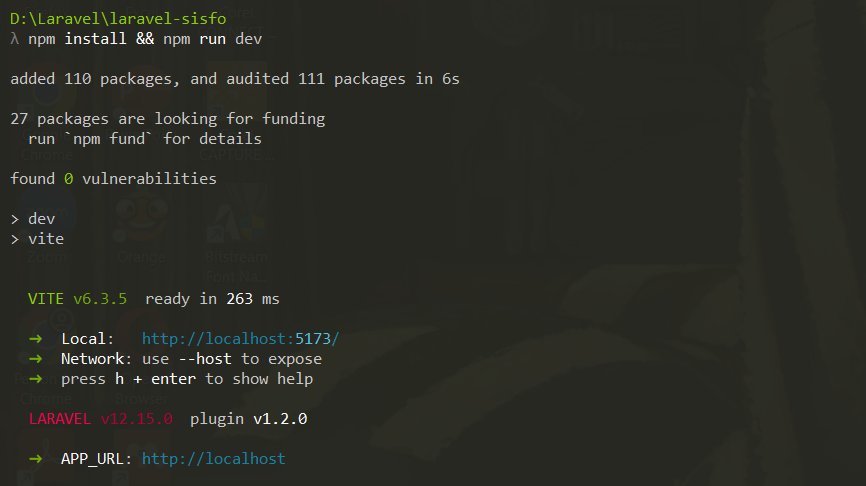 D:\Laravel\laravel-sisfo
λ npm install && npm run dev
added 110 packages, and audited 111 packages in 6s
27 packages are looking for funding
run `npm fund` for details
found 0 vulnerabilities
> dev
> vite
VITE v6.3.5 ready in 263 ms
➜ Local: http://localhost:5173/
➜ Network: use --host to expose
➜ press h + enter to show help
LARAVEL v12.15.0 plugin v1.2.0
➜ APP_URL: http://localhost